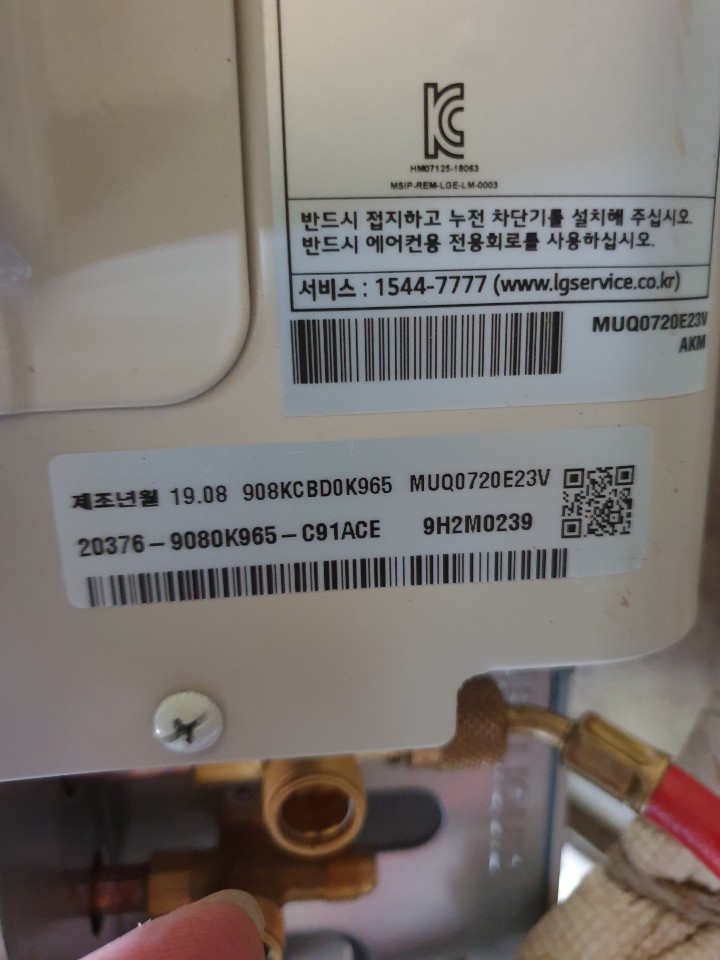 KC
HM07125-18063
MSIP-REM-LGE-LM-0003
반드시 접지하고 누전 차단기를 설치해 주십시오.
반드시 에어컨용 전용회로를 사용하십시오.
서비스 : 1544-7777 (www.lgservice.co.kr)
MUQ0720E23V
AKM
제조년월 19.08 908KCBD0K965 MUQ0720E23V
20376-9080K965-C91ACE 9H2M0239